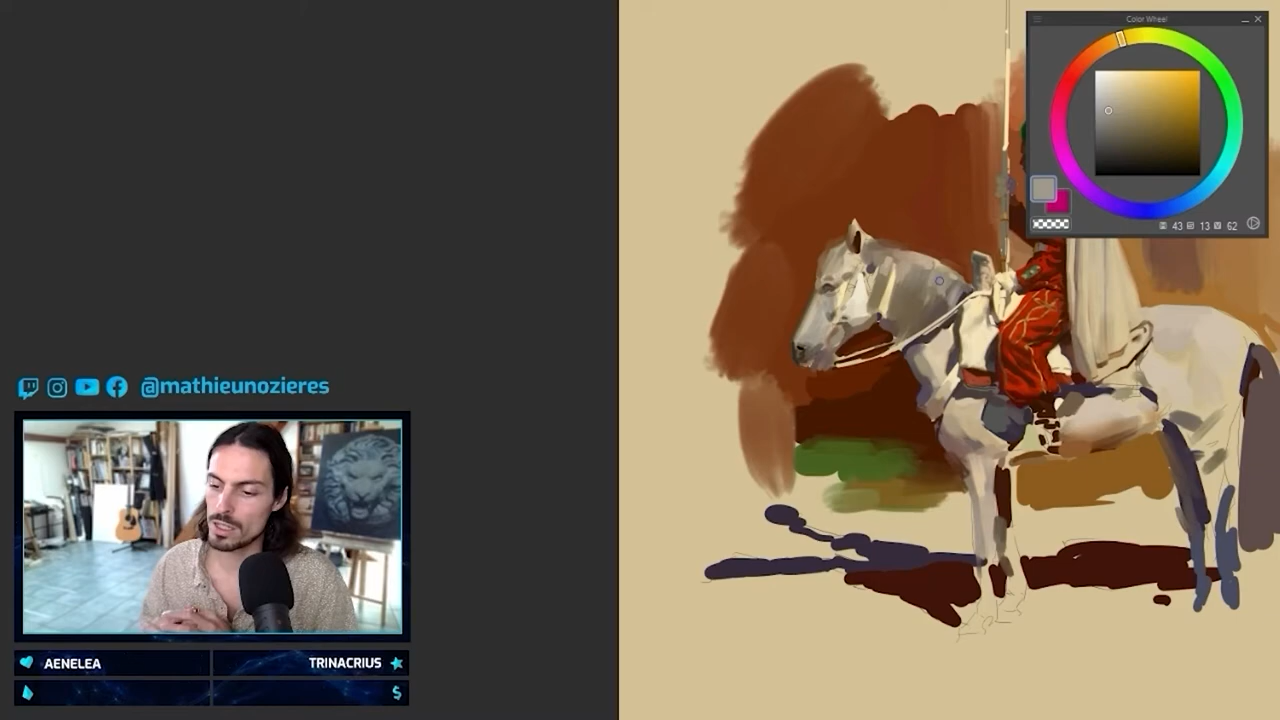 Color Wheel
43 13 62
@mathieunozieres
AENELEA
TRINACRIUS
$